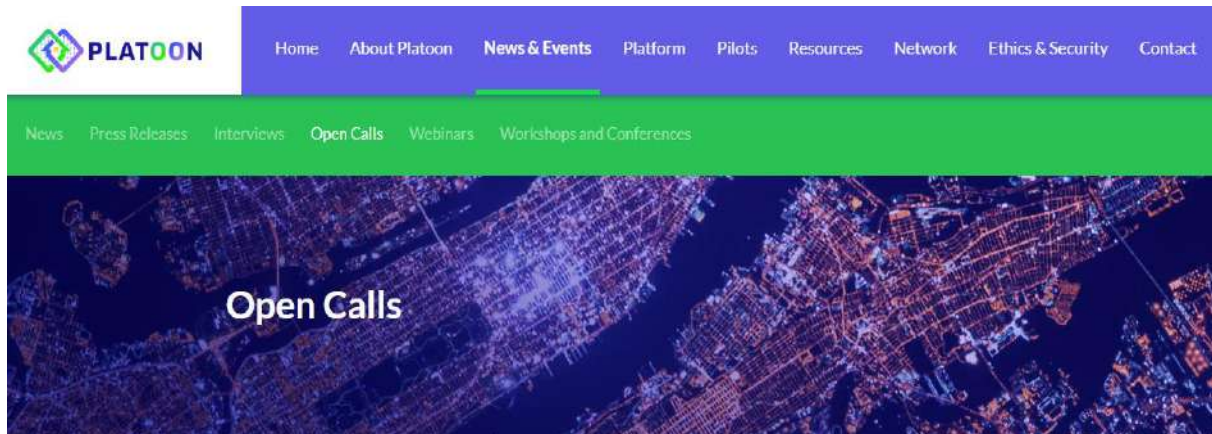 PLATOON Home About Platoon News & Events Platform Pilots Resources Network Ethics & Security Contact
News Press Releases Interviews Open Calls Webinars Workshops and Conferences
Open Calls